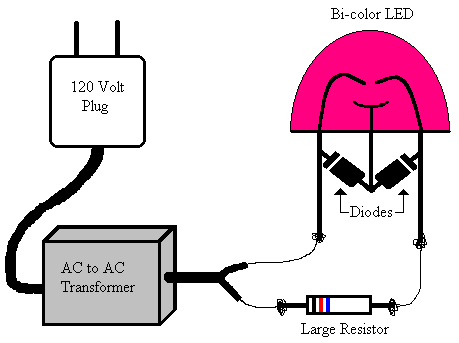 Bi-color LED
120 Volt
Plug
Diodes
AC to AC
Transformer
Large Resistor